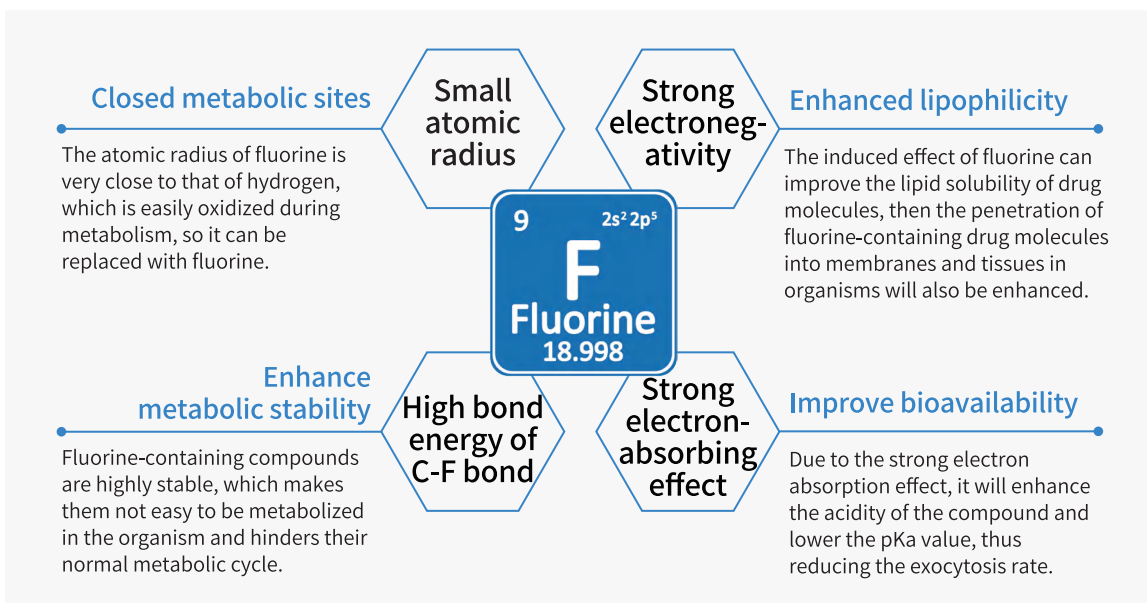 Closed metabolic sites
The atomic radius of fluorine is
very close to that of hydrogen,
which is easily oxidized during
metabolism, so it can be
replaced with fluorine.
Small
atomic
radius
Strong
electroneg-
ativity
Enhanced lipophilicity
The induced effect of fluorine can
improve the lipid solubility of drug
molecules, then the penetration of
fluorine-containing drug molecules
into membranes and tissues in
organisms will also be enhanced.
9
2s² 2p⁵
F
Fluorine
18.998
Enhance
metabolic stability
Fluorine-containing compounds
are highly stable, which makes
them not easy to be metabolized
in the organism and hinders their
normal metabolic cycle.
High bond
energy of
C-F bond
Strong
electron-
absorbing
effect
Improve bioavailability
Due to the strong electron
absorption effect, it will enhance
the acidity of the compound and
lower the pKa value, thus
reducing the exocytosis rate.